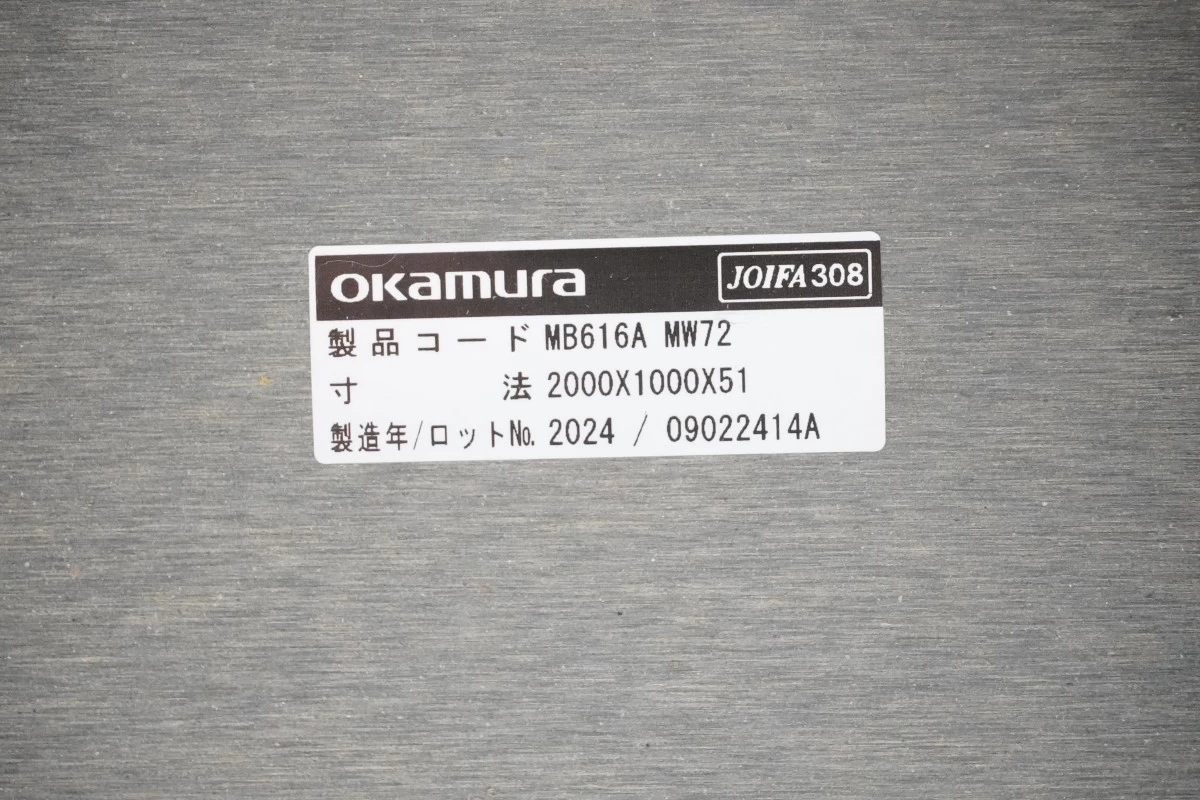 okamura JOIFA308
製品コード MB616A MW72
寸法 2000X1000X51
製造年/ロットNo. 2024 / 09022414A